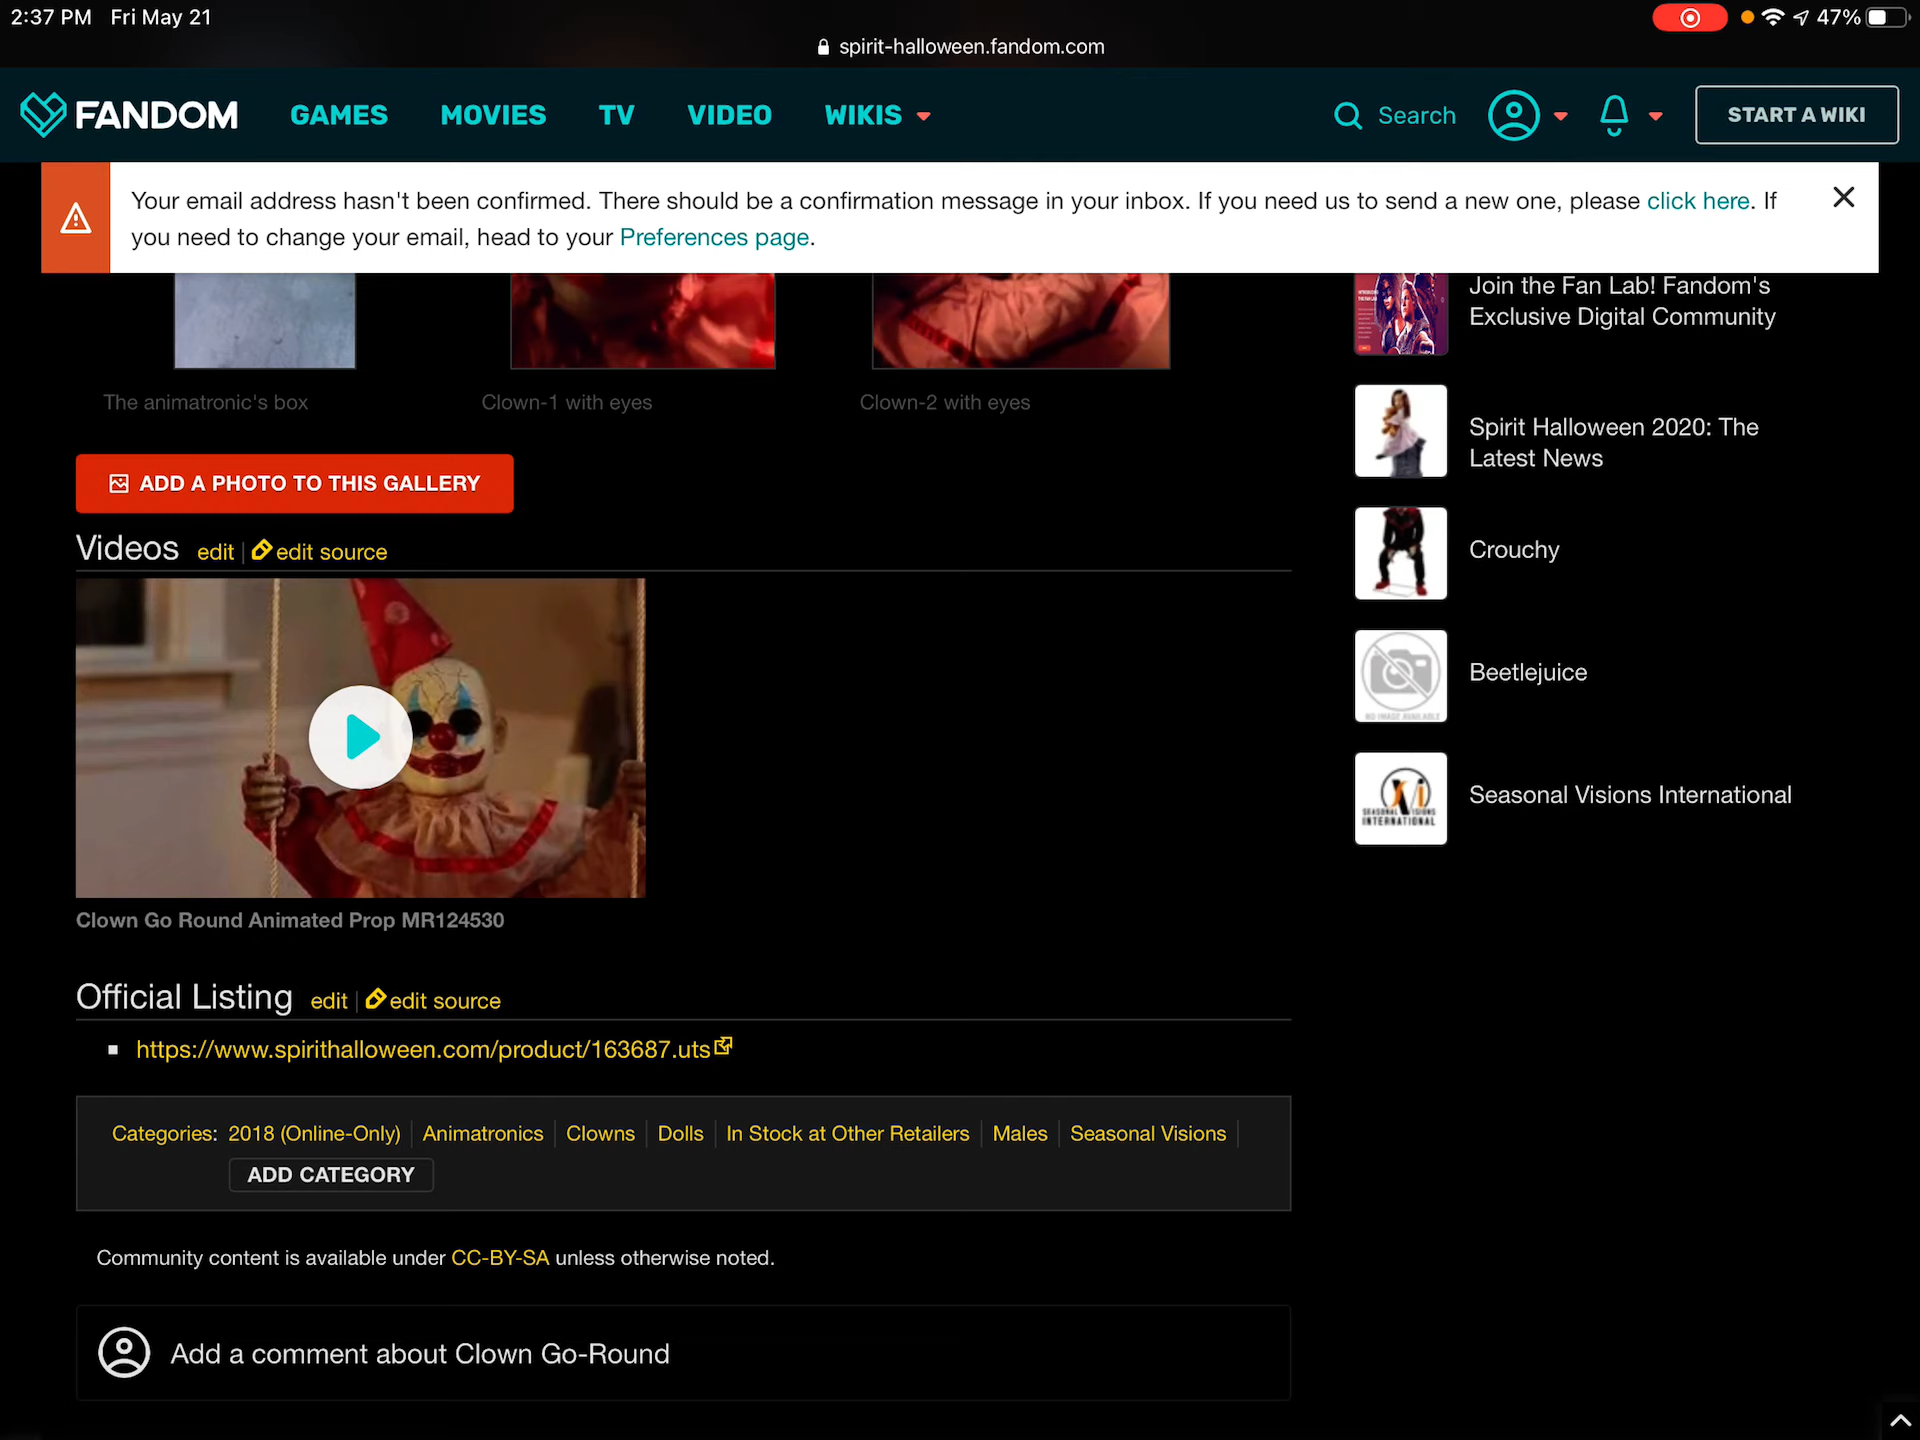 2:37 PM Fri May 21
47%
spirit-halloween.fandom.com
FANDOM
GAMES
MOVIES
TV
VIDEO
WIKIS
Search
START A WIKI
Your email address hasn't been confirmed. There should be a confirmation message in your inbox. If you need us to send a new one, please click here. If
you need to change your email, head to your Preferences page.
The animatronic's box
Clown-1 with eyes
Clown-2 with eyes
ADD A PHOTO TO THIS GALLERY
Videos edit | edit source
Clown Go Round Animated Prop MR124530
Official Listing edit | edit source
https://www.spirithalloween.com/product/163687.uts
Categories: 2018 (Online-Only) Animatronics Clowns Dolls In Stock at Other Retailers Males Seasonal Visions
ADD CATEGORY
Community content is available under CC-BY-SA unless otherwise noted.
Add a comment about Clown Go-Round
Join the Fan Lab! Fandom's
Exclusive Digital Community
Spirit Halloween 2020: The
Latest News
Crouchy
NO IMAGE AVAILABLE
Beetlejuice
SEASONAL VISIONS
INTERNATIONAL
Seasonal Visions International